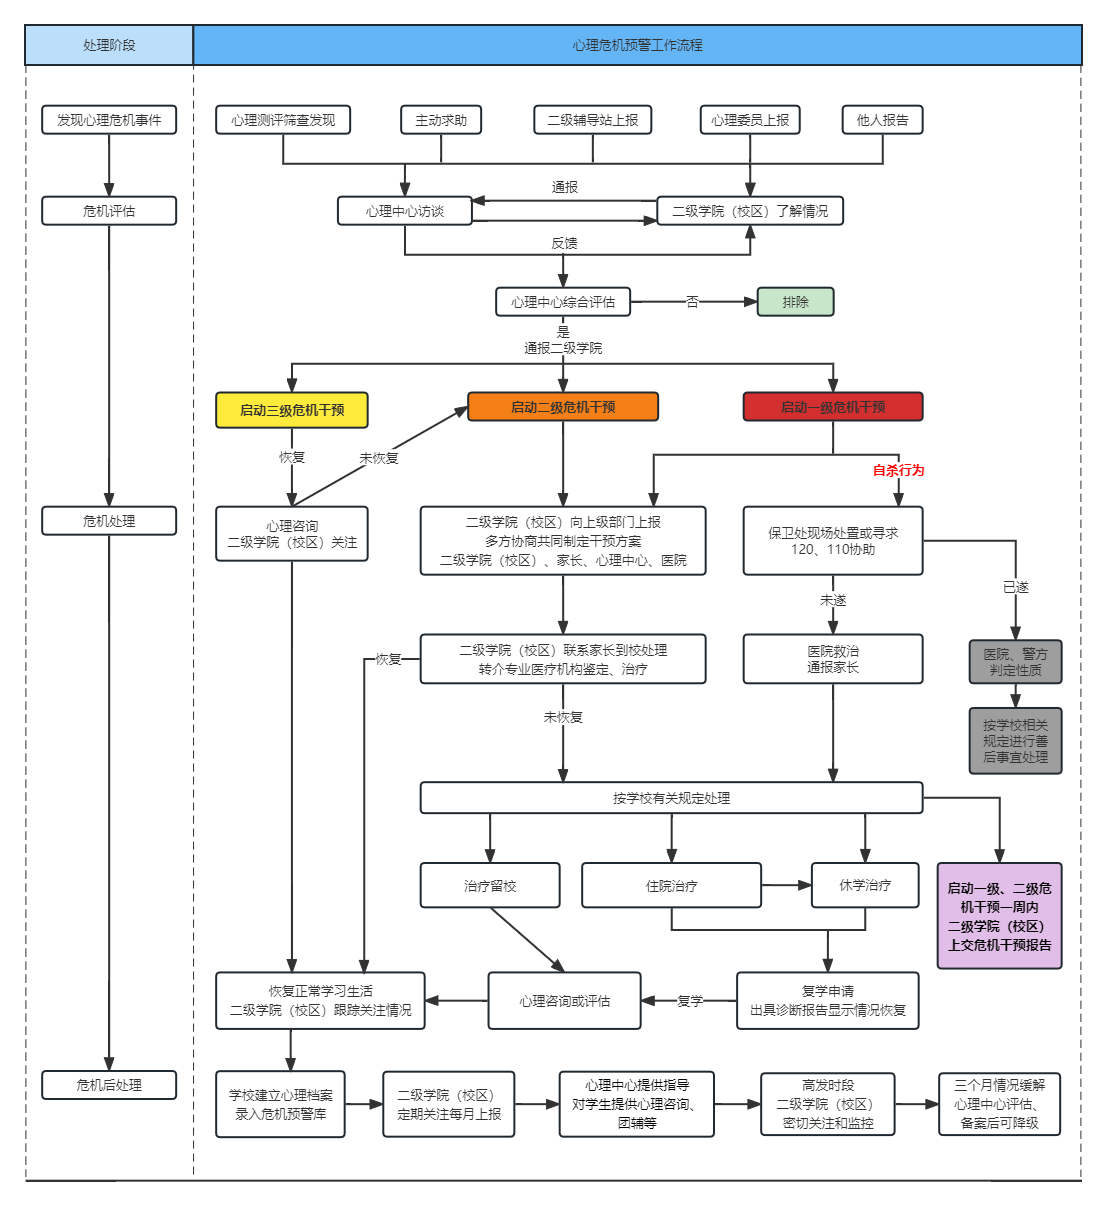 处理阶段
心理危机预警工作流程
发现心理危机事件
心理测评筛查发现
主动求助
二级辅导站上报
心理委员上报
他人报告
通报
危机评估
心理中心访谈
二级学院（校区）了解情况
反馈
心理中心综合评估
否
排除
是
通报二级学院
启动三级危机干预
启动二级危机干预
启动一级危机干预
恢复
未恢复
自杀行为
危机处理
心理咨询
二级学院（校区）关注
二级学院（校区）向上级部门上报
多方协商共同制定干预方案
二级学院（校区）、家长、心理中心、医院
保卫处现场处置或寻求
120、110协助
未遂
已遂
恢复
二级学院（校区）联系家长到校处理
转介专业医疗机构鉴定、治疗
医院救治
通报家长
医院、警方
判定性质
未恢复
按学校相关
规定进行善
后事宜处理
按学校有关规定处理
治疗留校
住院治疗
休学治疗
启动一级、二级危
机干预一周内
二级学院（校区）
上交危机干预报告
恢复正常学习生活
二级学院（校区）跟踪关注情况
心理咨询或评估
复学
复学申请
出具诊断报告显示情况恢复
危机后处理
学校建立心理档案
录入危机预警库
二级学院（校区）
定期关注每月上报
心理中心提供指导
对学生提供心理咨询、
团辅等
高发时段
二级学院（校区）
密切关注和监控
三个月情况缓解
心理中心评估、
备案后可降级